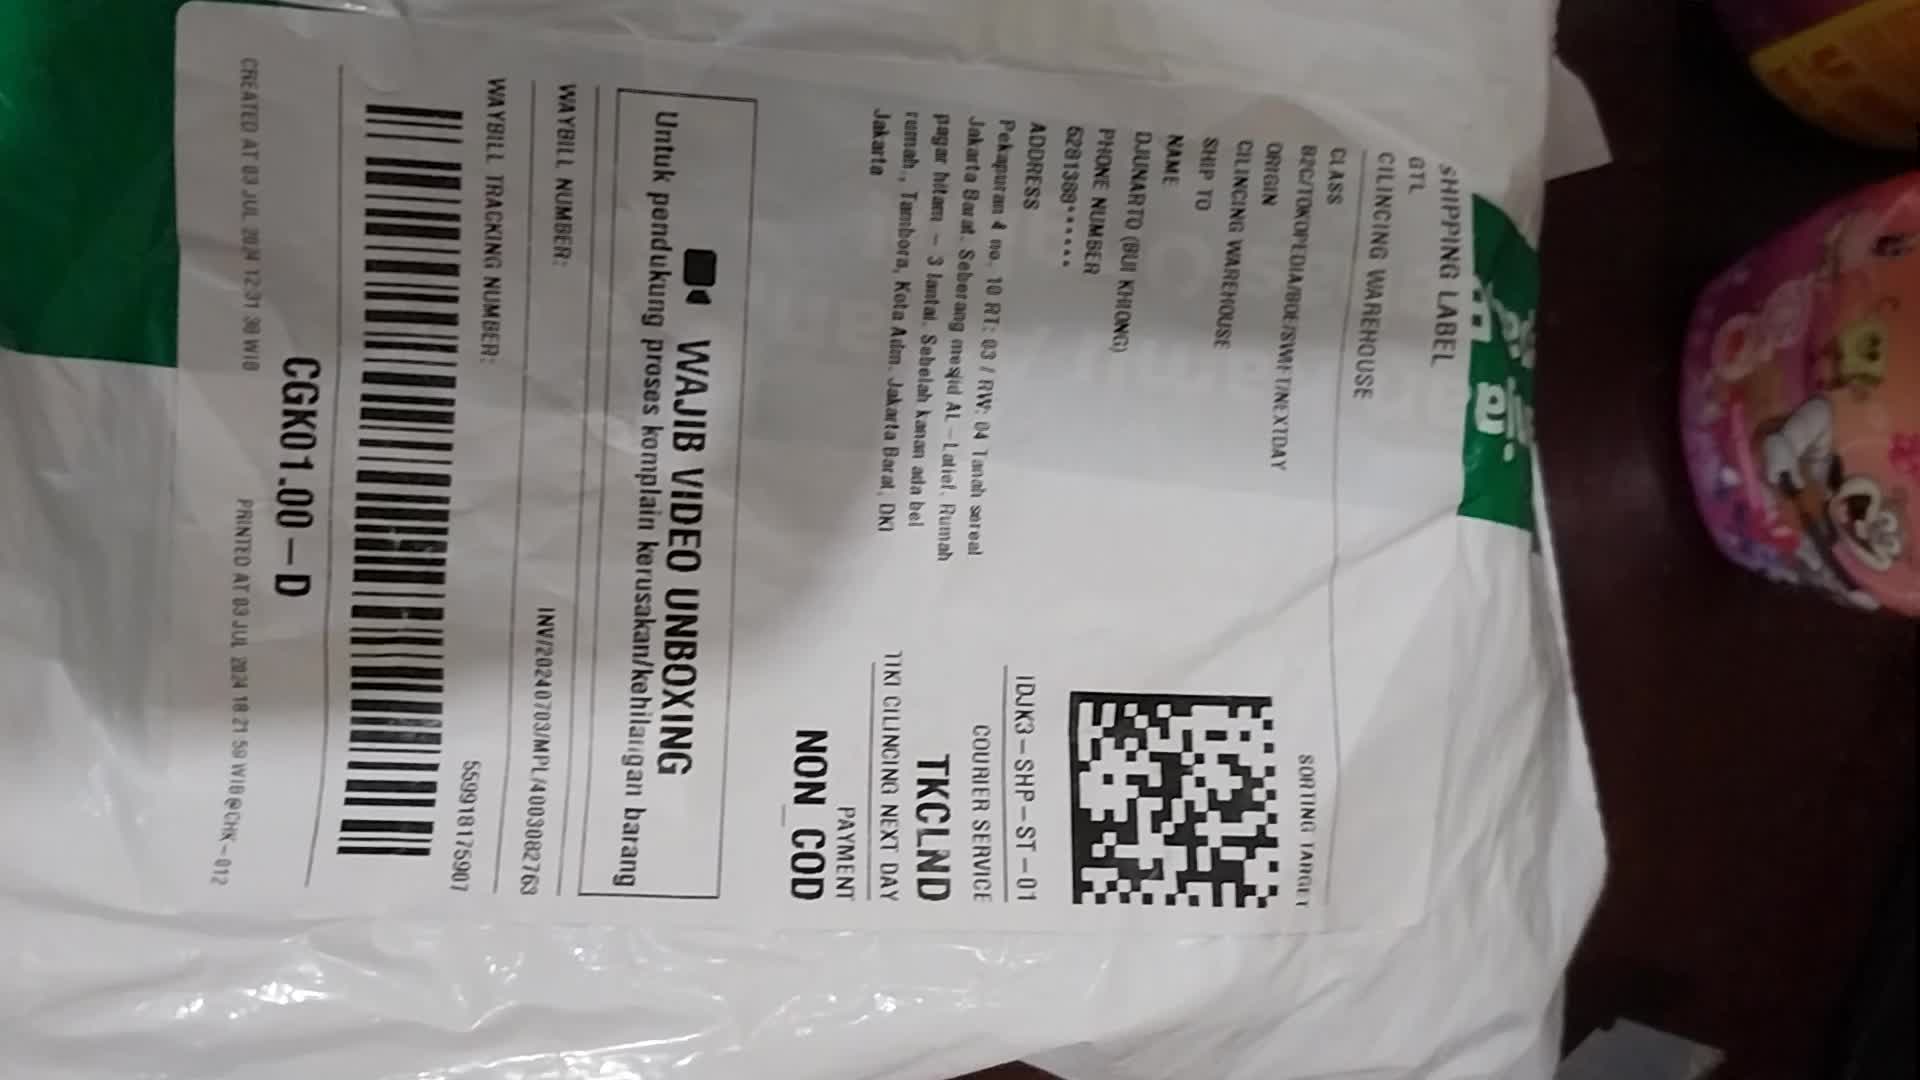 SHIPPING LABEL
GTL
CILINCING WAREHOUSE
CLASS
B2C/TOKOPEDIA/BOE/SWIFT/NEXTDAY
ORIGIN
CILINCING WAREHOUSE
SHIP TO
NAME
DJUNARTO (BUI KHIONG)
PHONE NUMBER
6281388*****
ADDRESS
Pekapuran 4 no. 10 RT: 03 / RW: 04 Tanah sereal
Jakarta Barat. Seberang mesjid AL-Latief. Rumah
pagar hitam - 3 lantai. Sebelah kanan ada bel
rumah., Tambora, Kota Adm. Jakarta Barat, DKI
Jakarta
SORTING TARGET
IDJK3-SHP-ST-01
COURIER SERVICE
TKCLND
TIKI CILINCING NEXT DAY
PAYMENT
NON_COD
WAJIB VIDEO UNBOXING
Untuk pendukung proses komplain kerusakan/kehilangan barang
WAYBILL NUMBER:
INV/20240703/MPL/4003082763
WAYBILL TRACKING NUMBER:
559918175907
CGK01.00-D
CREATED AT 03 JUL 2024 12:31:30 WIB
PRINTED AT 03 JUL 2024 18:21:59 WIB@CHK-012